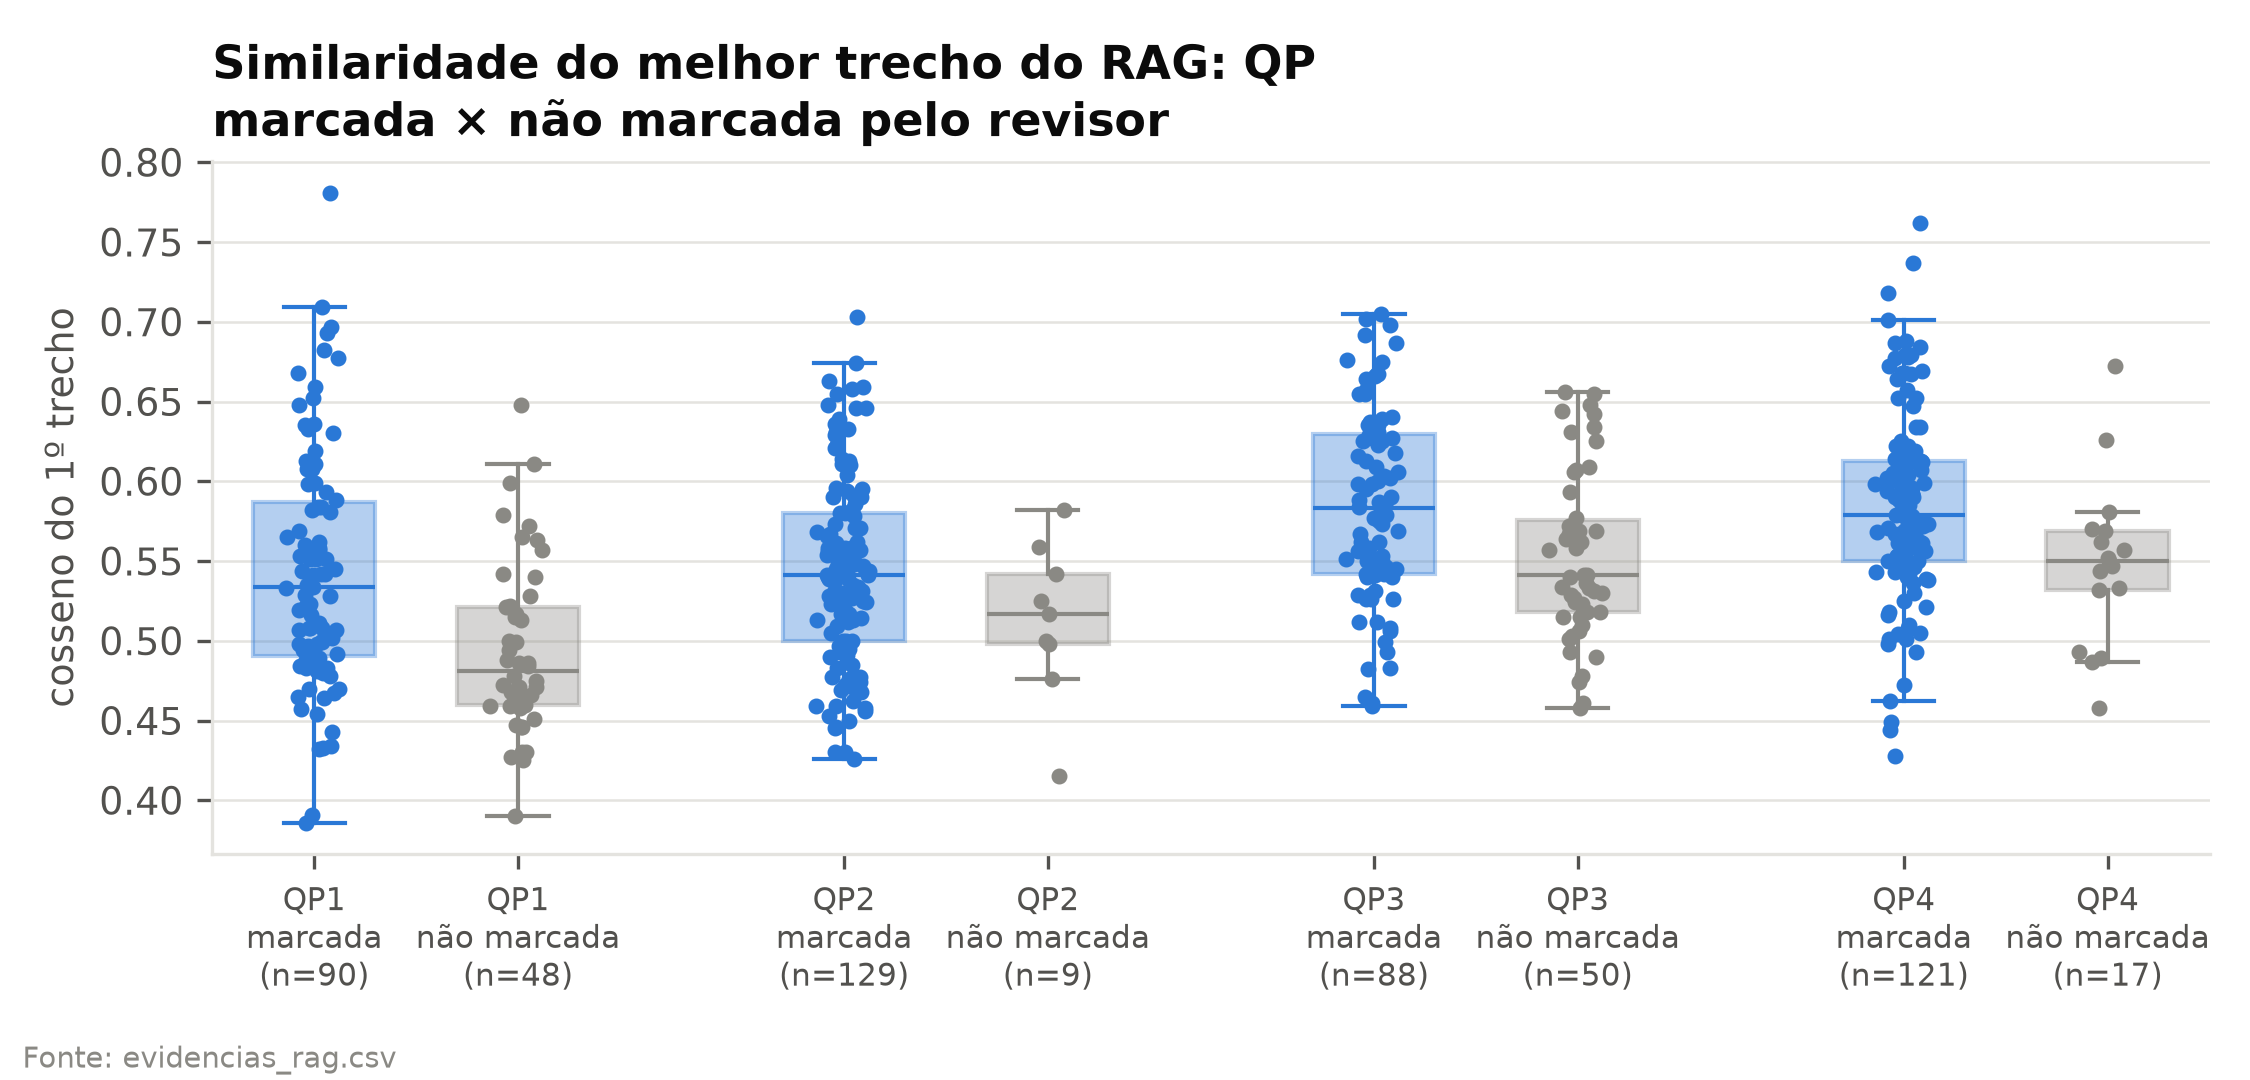 Similaridade do melhor trecho do RAG: QP
marcada × não marcada pelo revisor
cosseno do 1º trecho
0.80
0.75
0.70
0.65
0.60
0.55
0.50
0.45
0.40
QP1
marcada
(n=90)
QP1
não marcada
(n=48)
QP2
marcada
(n=129)
QP2
não marcada
(n=9)
QP3
marcada
(n=88)
QP3
não marcada
(n=50)
QP4
marcada
(n=121)
QP4
não marcada
(n=17)
Fonte: evidencias_rag.csv